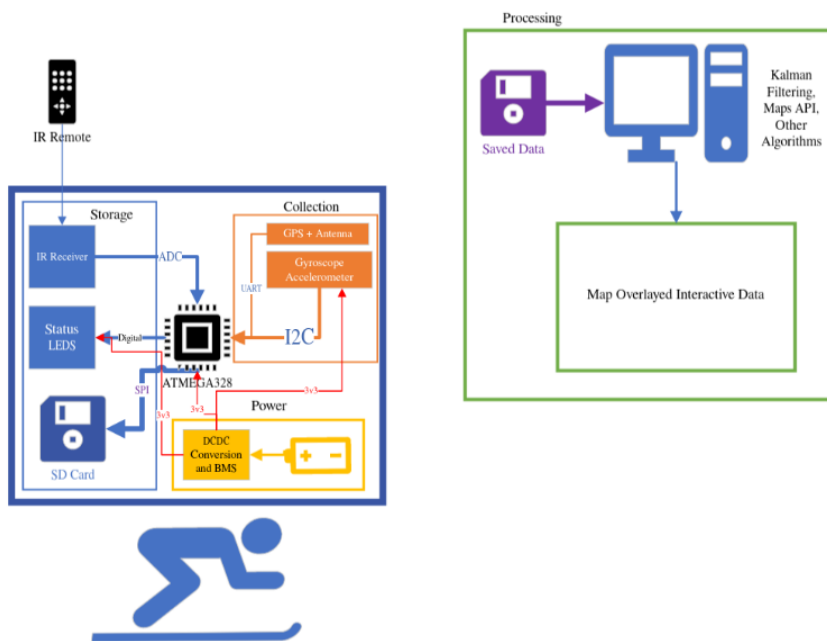 Processing
Kalman
Filtering,
Maps API,
Other
Algorithms
Saved Data
Map Overlayed Interactive Data
IR Remote
Storage
Collection
IR Receiver
ADC
GPS + Antenna
Gyroscope
Accelerometer
UART
Status
LEDS
Digital
I2C
ATMEGA328
SPI
3v3
3v3
3v3
Power
DCDC
Conversion
and BMS
SD Card